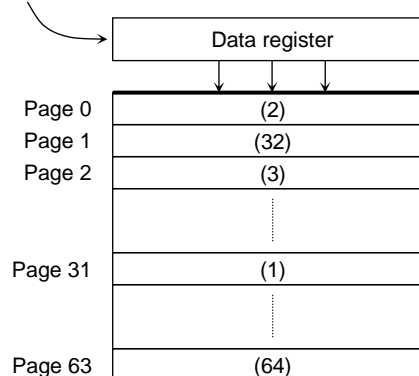 Data register
Page 0 (2)
Page 1 (32)
Page 2 (3)
Page 31 (1)
Page 63 (64)